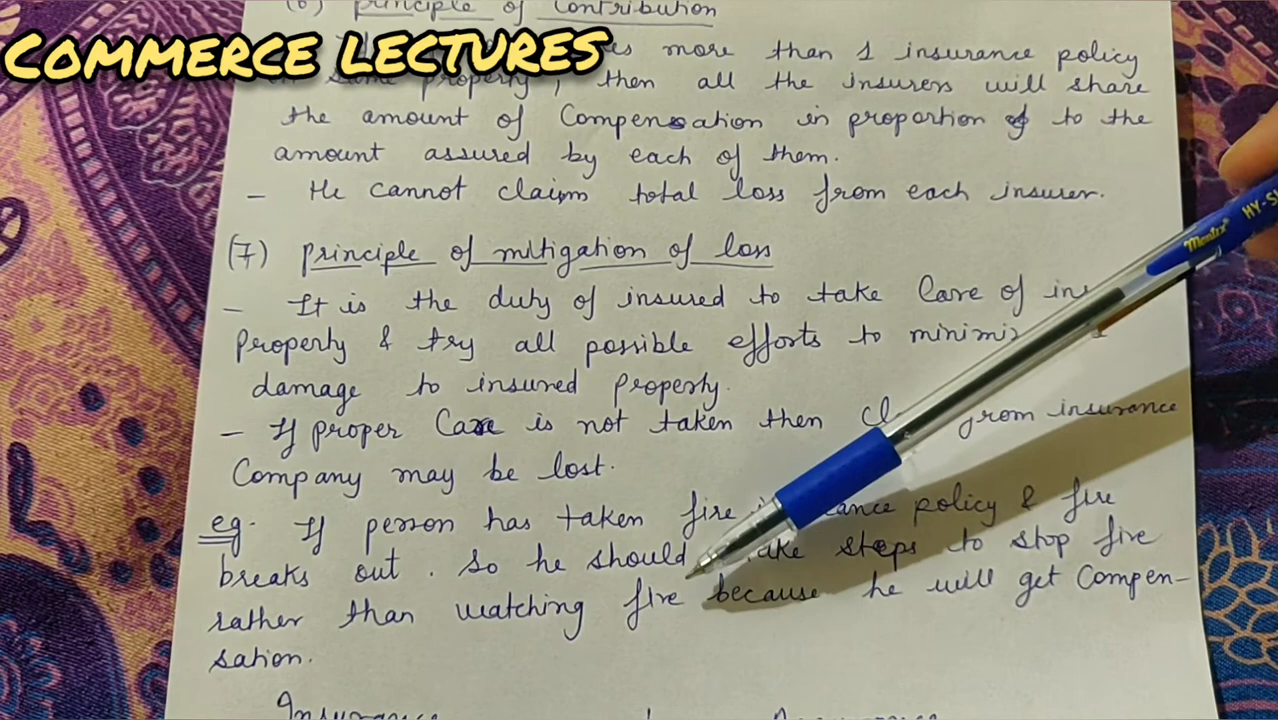 (6) Principle of Contribution
COMMERCE LECTURES
more than 1 insurance policy
same property, then all the insurers will share
the amount of Compensation in proportion of to the
amount assured by each of them.
- He cannot claim total loss from each insurer.
(7) principle of mitigation of loss
- It is the duty of insured to take Care of
Property & try all possible efforts to
damage to insured Property.
- If proper Care is not taken then from insurance
Company may be lost.
eg. If person has taken fire policy & fire
breaks out. So he should steps to stop fire
rather than watching fire because he will get Compen-
sation.
Insurance
Montex HY-S